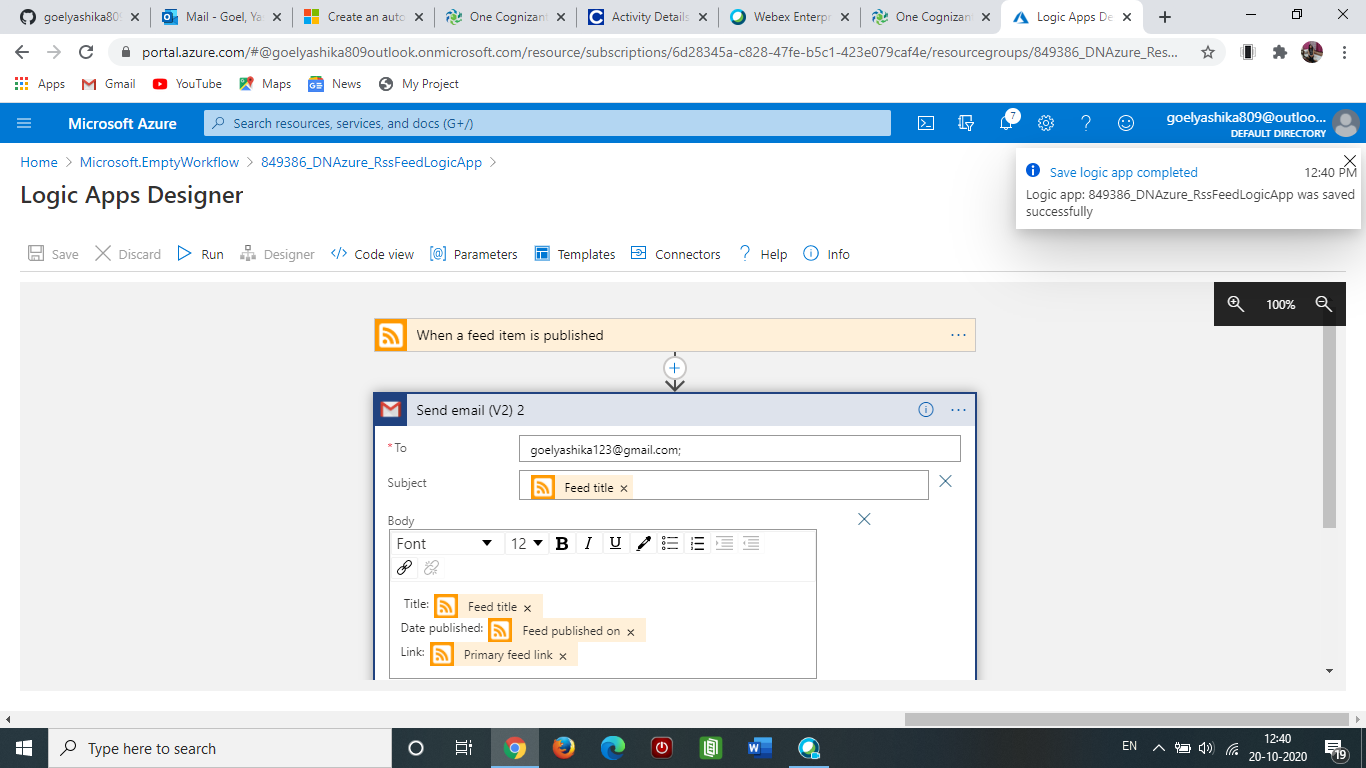 goelyashika809
Mail - Goel, Ya
Create an auto
One Cognizant
Activity Details
Webex Enterpr
One Cognizant
Logic Apps De
portal.azure.com/#@goelyashika809outlook.onmicrosoft.com/resource/subscriptions/6d28345a-c828-47fe-b5c1-423e079caf4e/resourcegroups/849386_DNAzure_Res...
Apps
Gmail
YouTube
Maps
News
My Project
Microsoft Azure
Search resources, services, and docs (G+/)
7
goelyashika809@outloo...
DEFAULT DIRECTORY
Home > Microsoft.EmptyWorkflow > 849386_DNAzure_RssFeedLogicApp >
Logic Apps Designer
Save logic app completed 12:40 PM
Logic app: 849386_DNAzure_RssFeedLogicApp was saved
successfully
Save
Discard
Run
Designer
Code view
Parameters
Templates
Connectors
Help
Info
100%
When a feed item is published
Send email (V2) 2
* To
goelyashika123@gmail.com;
Subject
Feed title ×
Body
Font
12
B I U
Title: Feed title ×
Date published: Feed published on ×
Link: Primary feed link ×
Type here to search
EN
12:40
20-10-2020
19